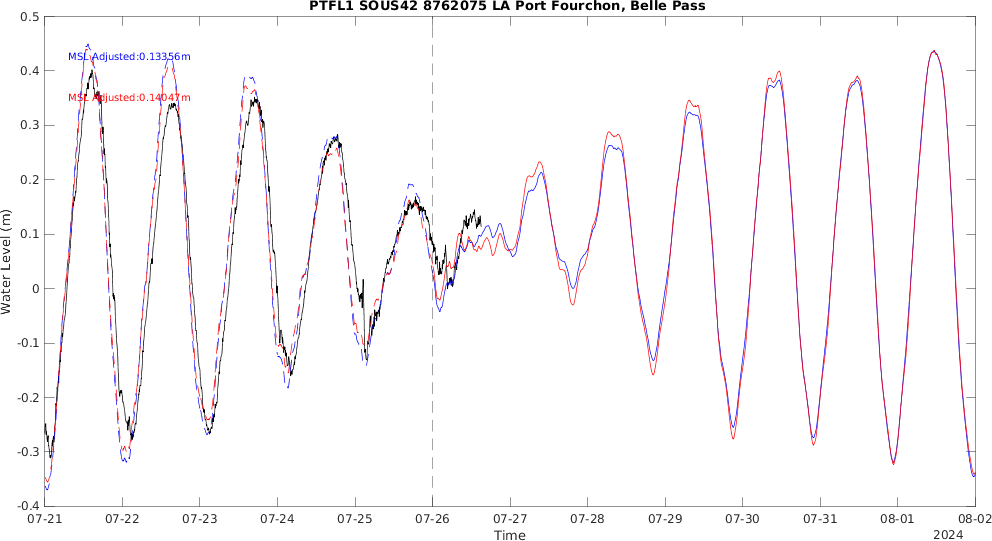 PTFL1 SOUS42 8762075 LA Port Fourchon, Belle Pass
0.5
MSL Adjusted:0.13356m
0.4
MSL Adjusted:0.14047m
0.3
0.2
0.1
0
-0.1
-0.2
-0.3
-0.4
Water Level (m)
07-21 07-22 07-23 07-24 07-25 07-26 07-27 07-28 07-29 07-30 07-31 08-01 08-02
Time
2024